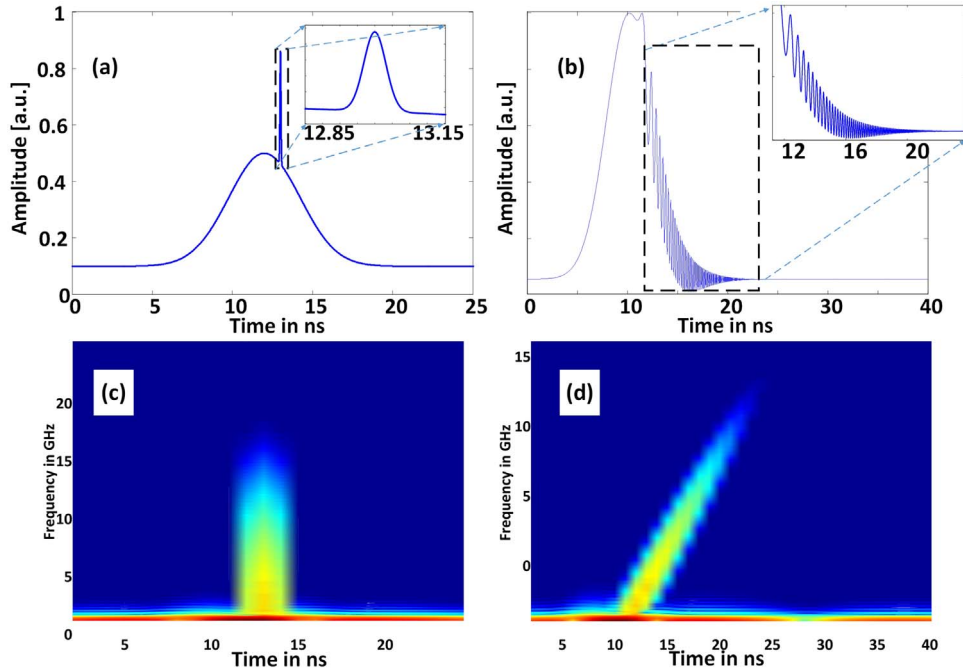 1
0.8
0.6
0.4
0.2
0
Amplitude [a.u.]
(a)
12.85 13.15
0 5 10 15 20 25
Time in ns
Amplitude [a.u.]
(b)
12 16 20
0 10 20 30 40
Time in ns
20
15
10
5
0
Frequency in GHz
(c)
2 5 10 15 20
Time in ns
15
10
5
0
Frequency in GHz
(d)
2 5 10 15 20 25 30 35 40
Time in ns